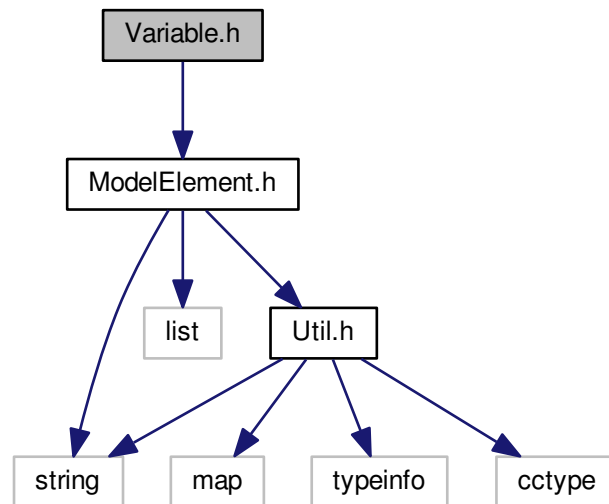 Variable.h
ModelElement.h
list
Util.h
string
map
typeinfo
cctype